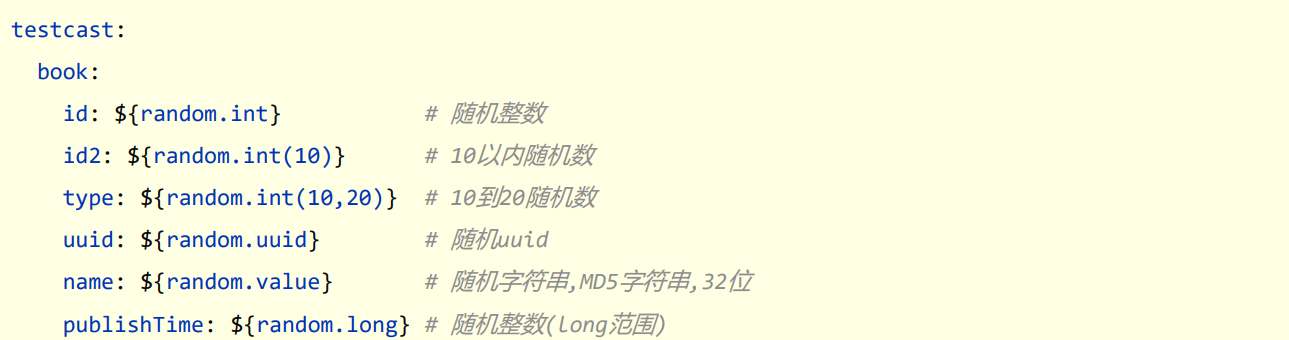 testcast:
  book:
    id: ${random.int}           # 随机整数
    id2: ${random.int(10)}      # 10以内随机数
    type: ${random.int(10,20)}  # 10到20随机数
    uuid: ${random.uuid}        # 随机uuid
    name: ${random.value}       # 随机字符串,MD5字符串,32位
    publishTime: ${random.long} # 随机整数(long范围)